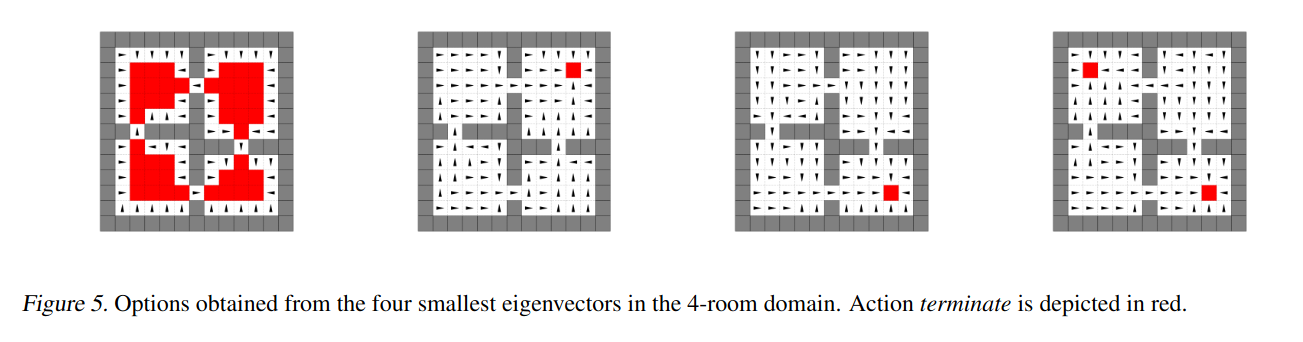 Figure 5. Options obtained from the four smallest eigenvectors in the 4-room domain. Action terminate is depicted in red.